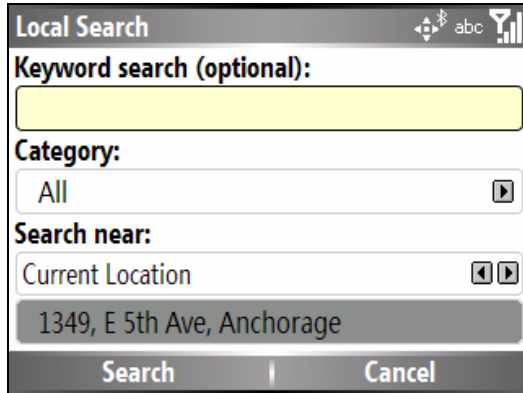 Local Search abc
Keyword search (optional):
Category:
All
Search near:
Current Location
1349, E 5th Ave, Anchorage
Search Cancel